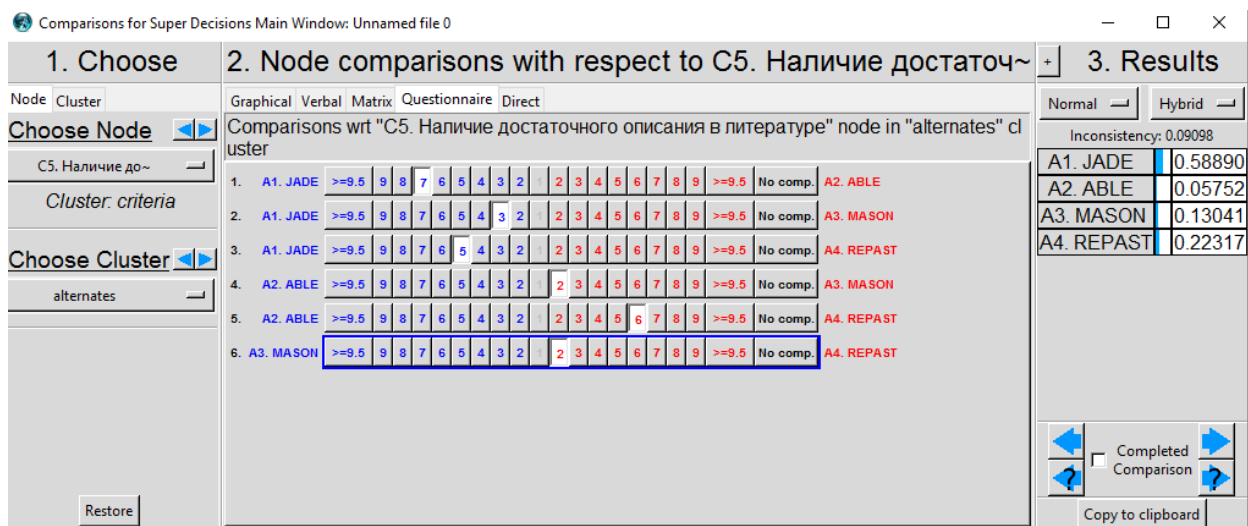 Comparisons for Super Decisions Main Window: Unnamed file 0
1. Choose
Node Cluster
Choose Node
C5. Наличие до~
Cluster: criteria
Choose Cluster
alternates
Restore
2. Node comparisons with respect to C5. Наличие достаточ~
Graphical Verbal Matrix Questionnaire Direct
Comparisons wrt "C5. Наличие достаточного описания в литературе" node in "alternates" cl
uster
1. A1. JADE >=9.5 9 8 7 6 5 4 3 2 1 2 3 4 5 6 7 8 9 >=9.5 No comp. A2. ABLE
2. A1. JADE >=9.5 9 8 7 6 5 4 3 2 1 2 3 4 5 6 7 8 9 >=9.5 No comp. A3. MASON
3. A1. JADE >=9.5 9 8 7 6 5 4 3 2 1 2 3 4 5 6 7 8 9 >=9.5 No comp. A4. REPAST
4. A2. ABLE >=9.5 9 8 7 6 5 4 3 2 1 2 3 4 5 6 7 8 9 >=9.5 No comp. A3. MASON
5. A2. ABLE >=9.5 9 8 7 6 5 4 3 2 1 2 3 4 5 6 7 8 9 >=9.5 No comp. A4. REPAST
6. A3. MASON >=9.5 9 8 7 6 5 4 3 2 1 2 3 4 5 6 7 8 9 >=9.5 No comp. A4. REPAST
+ 3. Results
Normal Hybrid
Inconsistency: 0.09098
A1. JADE 0.58890
A2. ABLE 0.05752
A3. MASON 0.13041
A4. REPAST 0.22317
Completed
Comparison
? ?
Copy to clipboard